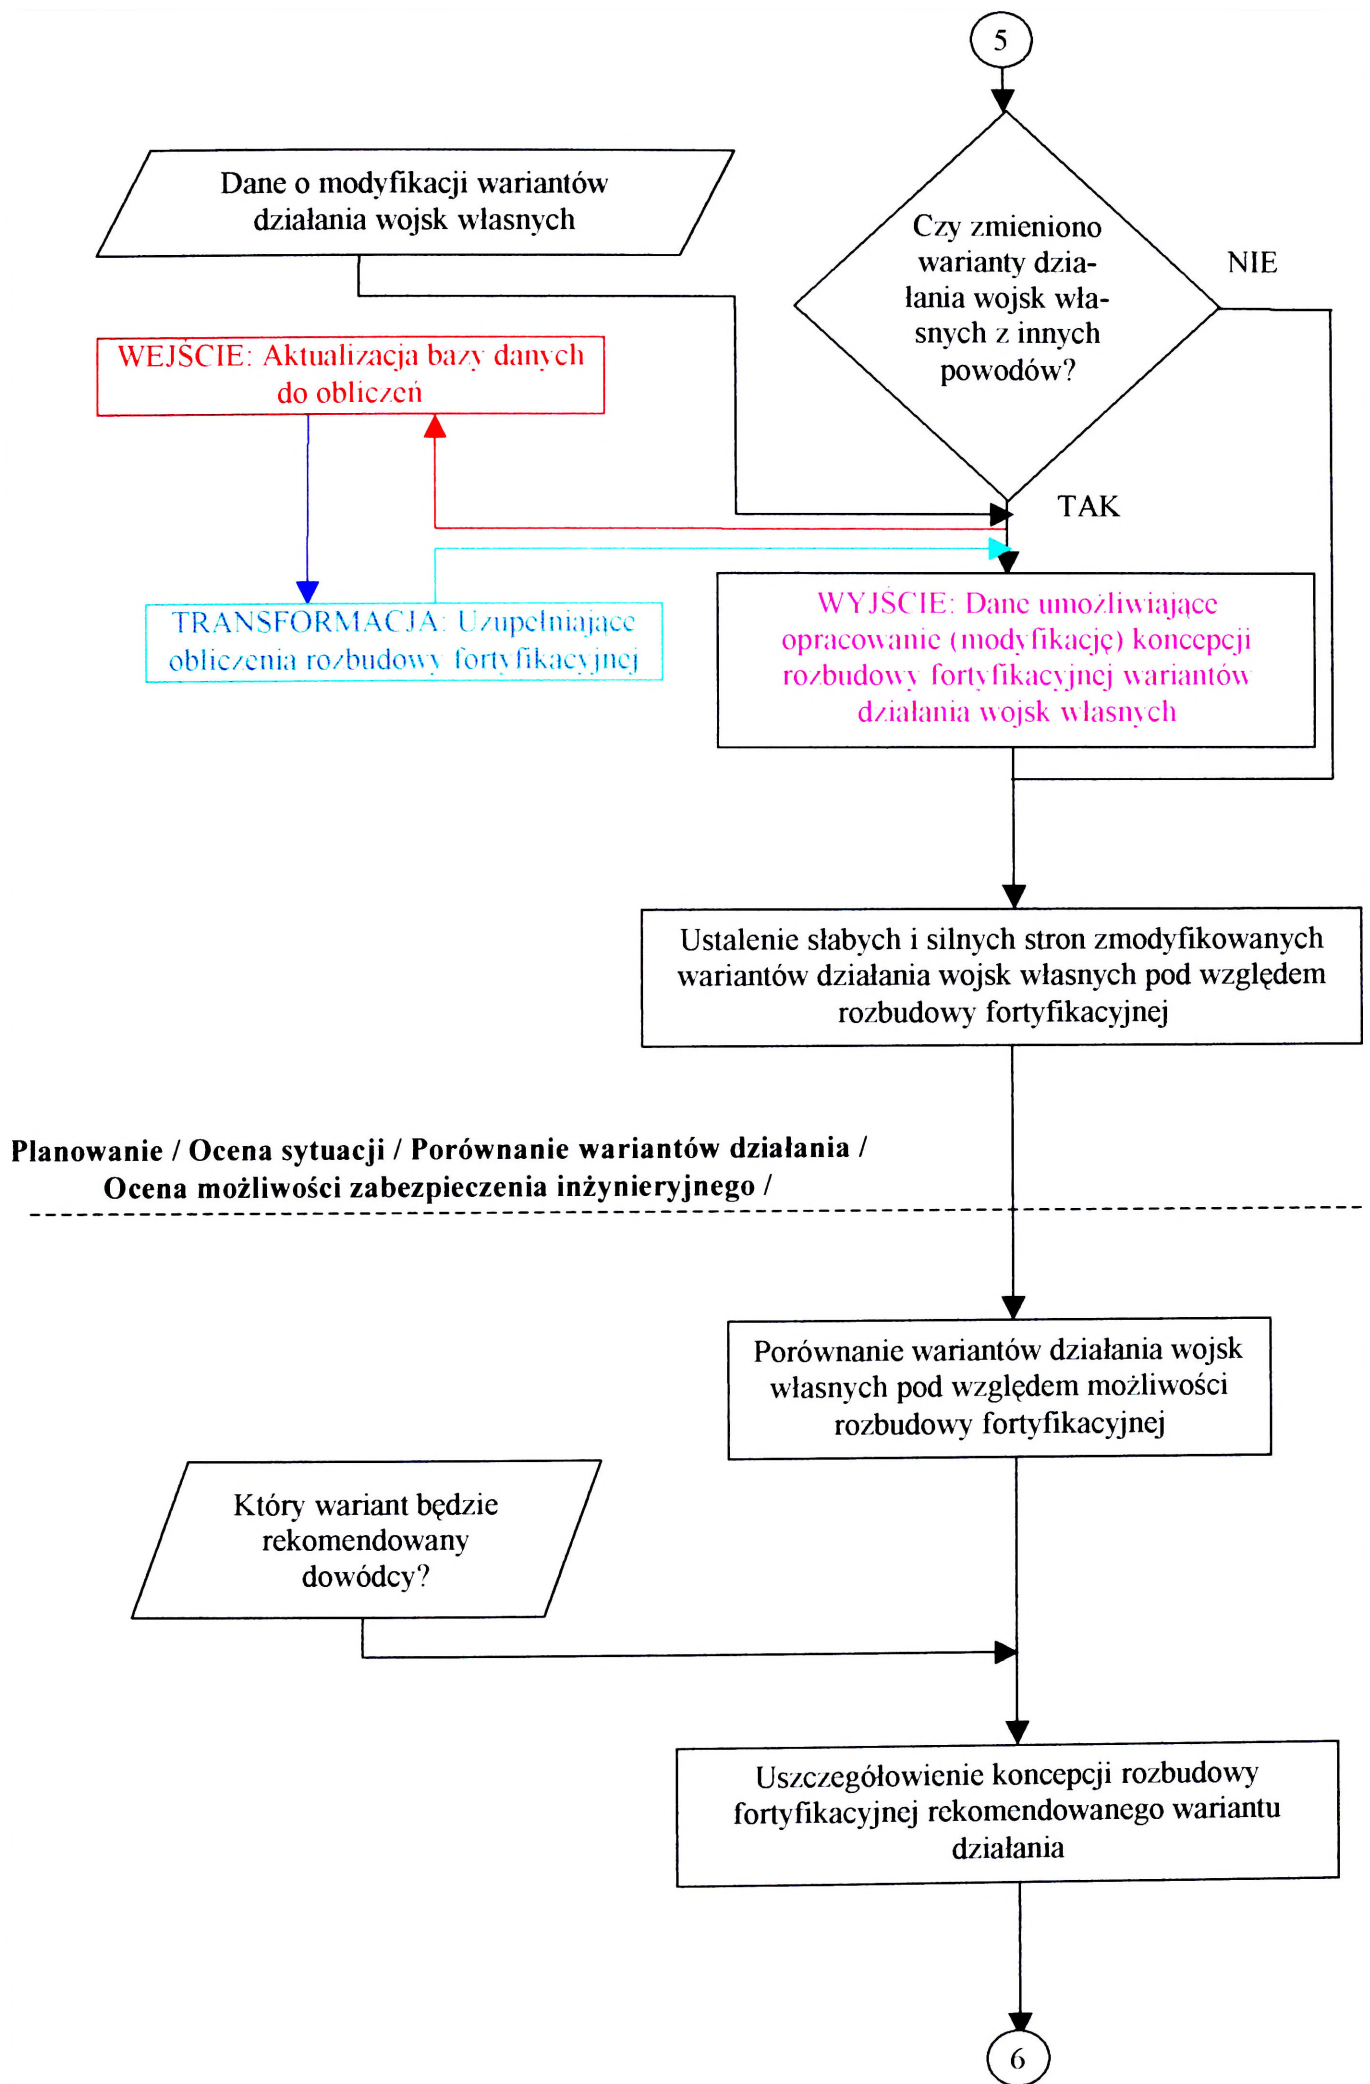 5
Dane o modyfikacji wariantów
działania wojsk własnych
Czy zmieniono
warianty dzia-
łania wojsk wła-
snych z innych
powodów?
NIE
WEJŚCIE: Aktualizacja bazy danych
do obliczeń
TAK
TRANSFORMACJA: Uzupełniające
obliczenia rozbudowy fortyfikacyjnej
WYJŚCIE: Dane umożliwiające
opracowanie (modyfikację) koncepcji
rozbudowy fortyfikacyjnej wariantów
działania wojsk własnych
Ustalenie słabych i silnych stron zmodyfikowanych
wariantów działania wojsk własnych pod względem
rozbudowy fortyfikacyjnej
Planowanie / Ocena sytuacji / Porównanie wariantów działania /
Ocena możliwości zabezpieczenia inżynieryjnego /
Porównanie wariantów działania wojsk
własnych pod względem możliwości
rozbudowy fortyfikacyjnej
Który wariant będzie
rekomendowany
dowódcy?
Uszczegółowienie koncepcji rozbudowy
fortyfikacyjnej rekomendowanego wariantu
działania
6